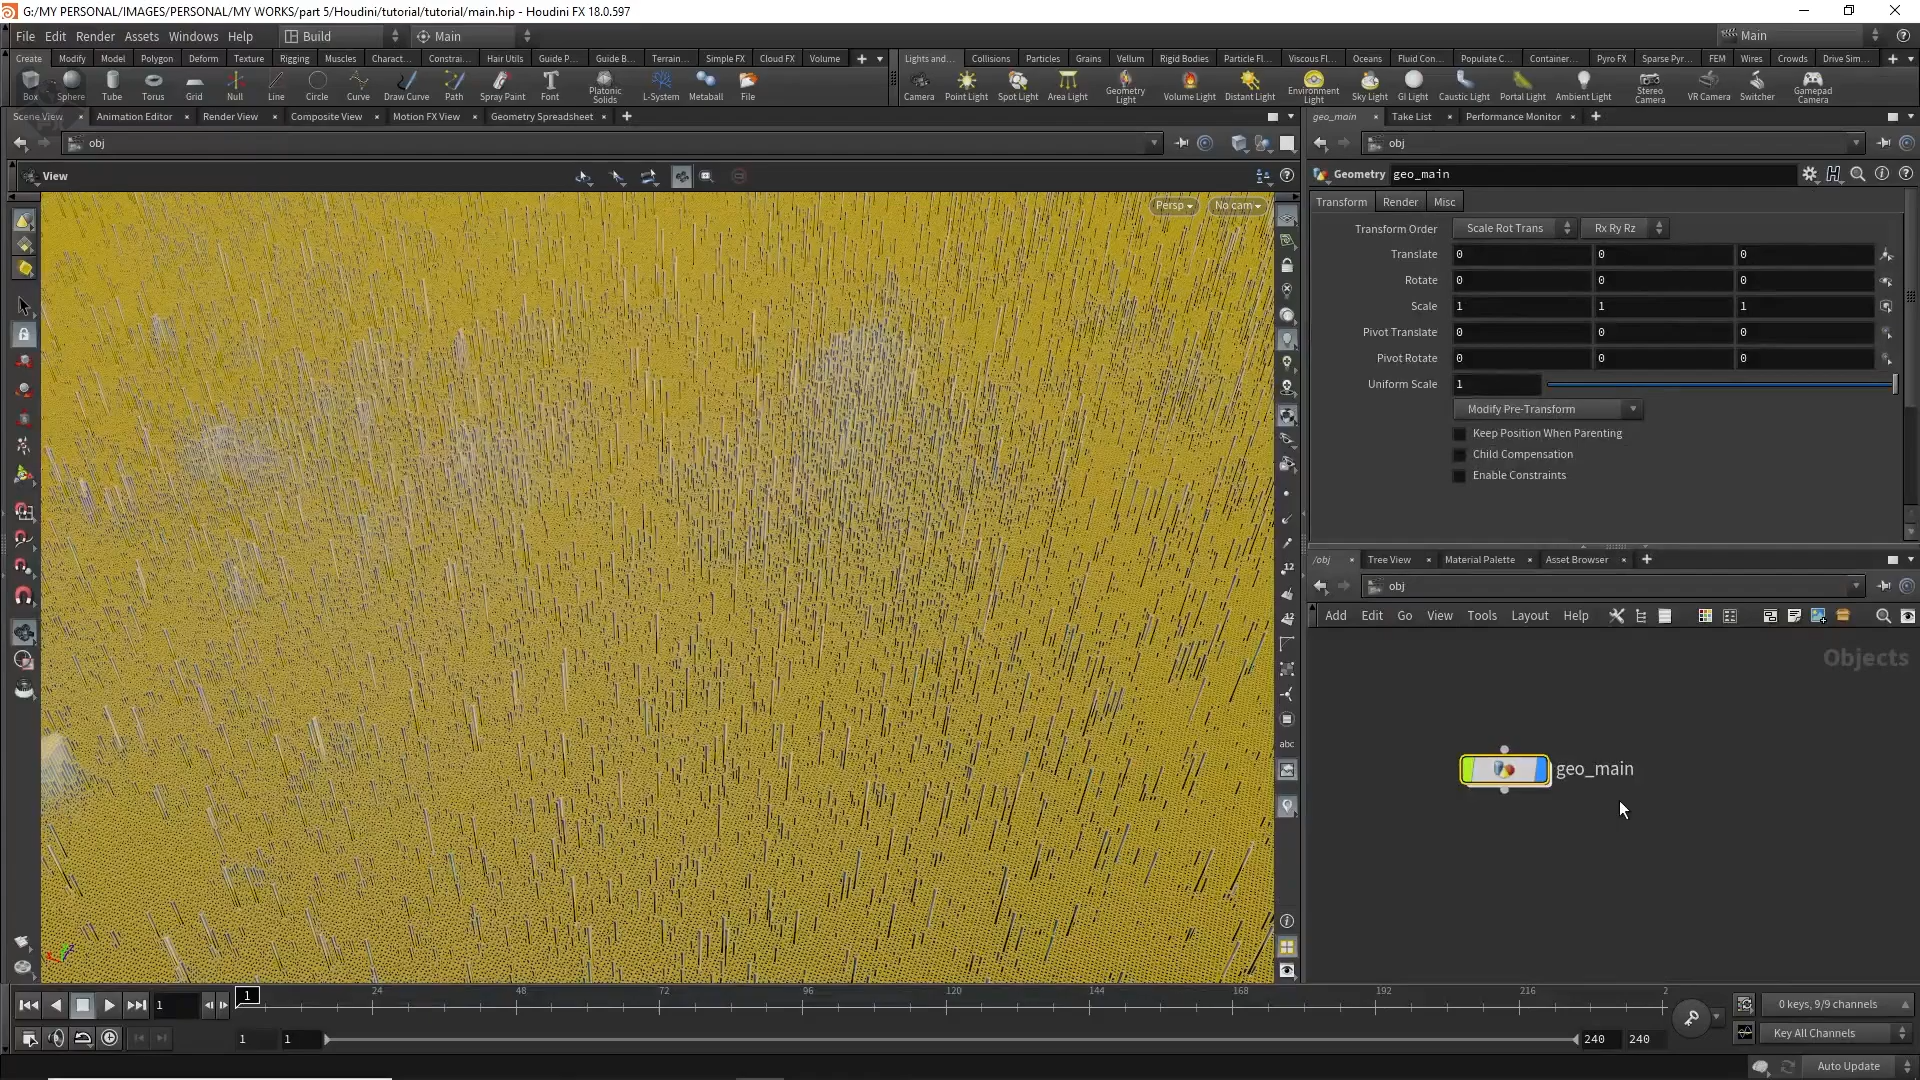 G:/MY PERSONAL/IMAGES/PERSONAL/MY WORKS/part 5/Houdini/tutorial/tutorial/main.hip - Houdini FX 18.0.597
File Edit Render Assets Windows Help Build Main Main
Create Modify Model Polygon Deform Texture Rigging Muscles Charact... Constrai... Hair Utils Guide P... Guide B... Terrain... Simple FX Cloud FX Volume
Lights and... Collisions Particles Grains Vellum Rigid Bodies Particle Fl... Viscous Fl... Oceans Fluid Con... Populate C... Container... Pyro FX Sparse Pyr... FEM Wires Crowds Drive Sim...
Box Sphere Tube Torus Grid Null Line Circle Curve Draw Curve Path Spray Paint Font Platonic Solids L-System Metaball File
Camera Point Light Spot Light Area Light Geometry Light Volume Light Distant Light Environment Light Sky Light GI Light Caustic Light Portal Light Ambient Light Stereo Camera VR Camera Switcher Gamepad Camera
Scene View Animation Editor Render View Composite View Motion FX View Geometry Spreadsheet
geo_main Take List Performance Monitor
obj
obj
View
Persp No cam
Geometry geo_main
Transform Render Misc
Transform Order Scale Rot Trans Rx Ry Rz
Translate 0 0 0
Rotate 0 0 0
Scale 1 1 1
Pivot Translate 0 0 0
Pivot Rotate 0 0 0
Uniform Scale 1
Modify Pre-Transform
Keep Position When Parenting
Child Compensation
Enable Constraints
/obj Tree View Material Palette Asset Browser
obj
Add Edit Go View Tools Layout Help
Objects
geo_main
12
42
abc
1 1 24 48 72 96 120 144 168 192 216 2
0 keys, 9/9 channels
1 1 240 240
Key All Channels
Auto Update